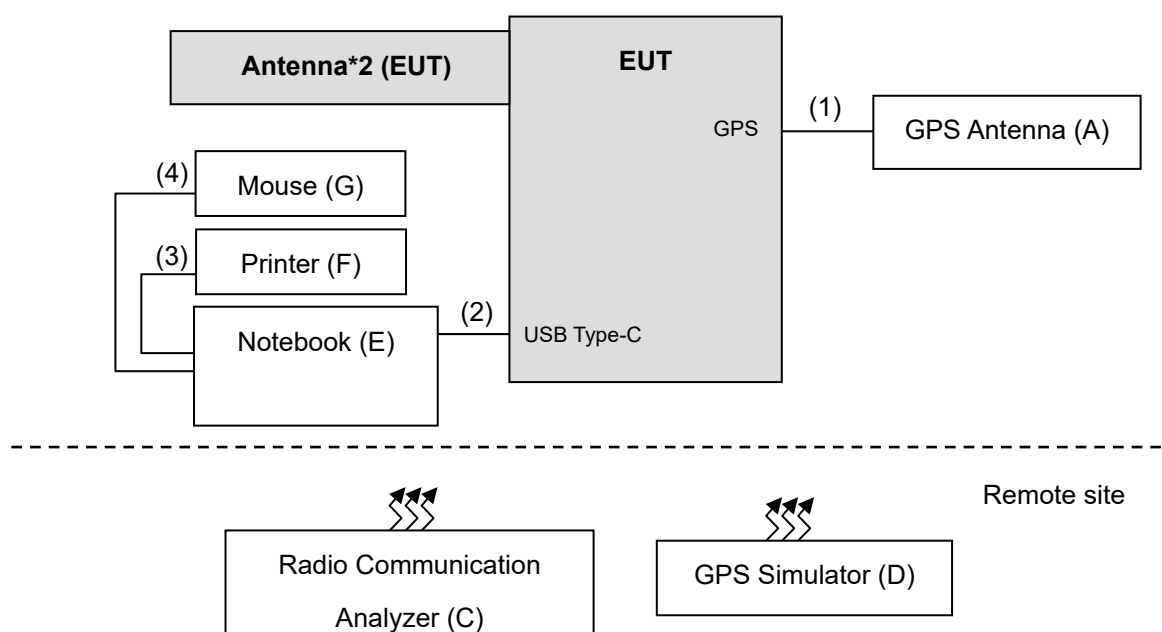 Antenna*2 (EUT)
EUT
GPS
(1)
GPS Antenna (A)
(4)
Mouse (G)
(3)
Printer (F)
Notebook (E)
(2)
USB Type-C
Remote site
Radio Communication
Analyzer (C)
GPS Simulator (D)